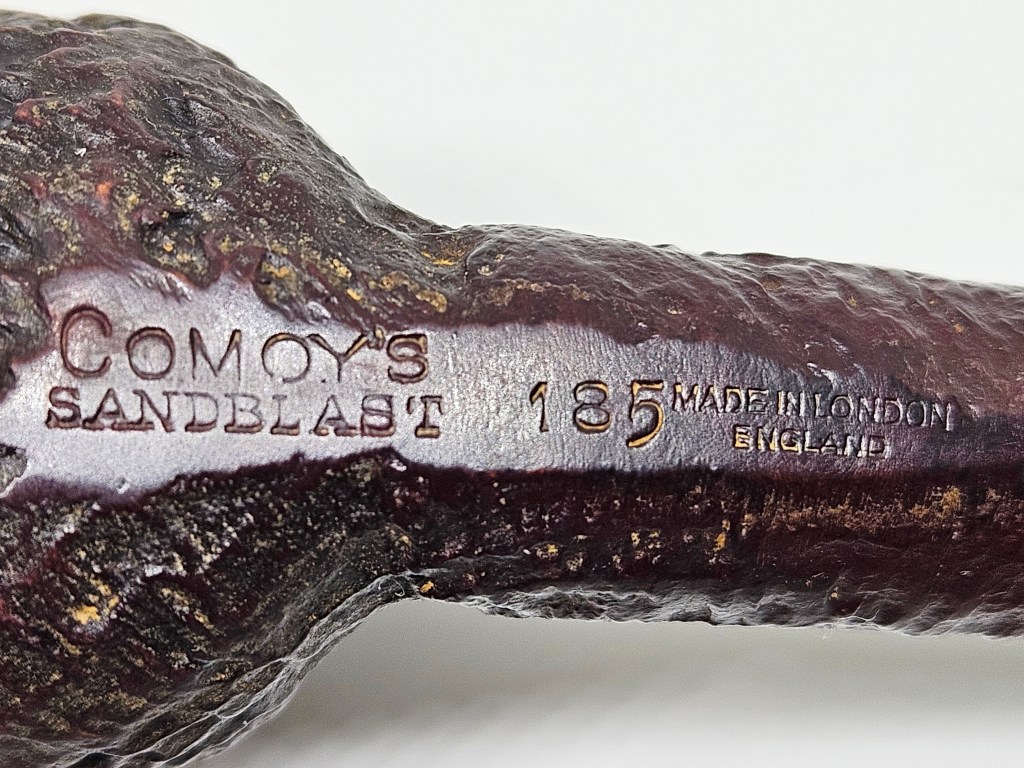 COMOY'S
SANDBLAST
185
MADE IN LONDON
ENGLAND